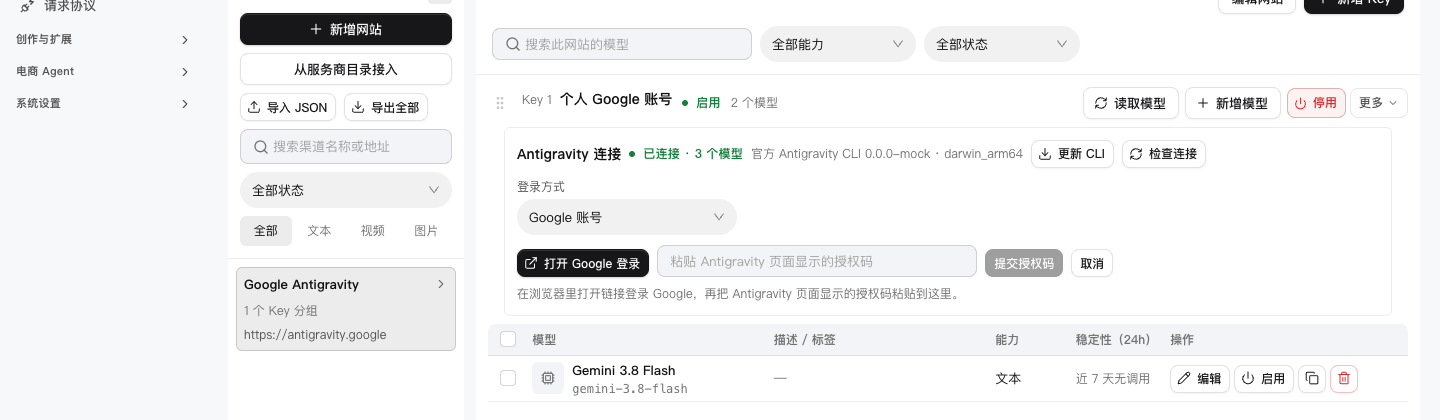 请求协议
创作与扩展
电商 Agent
系统设置
新增网站
从服务商目录接入
导入 JSON
导出全部
搜索渠道名称或地址
全部状态
全部 文本 视频 图片
Google Antigravity
1 个 Key 分组
https://antigravity.google
编辑网站 新增 Key
搜索此网站的模型 全部能力 全部状态
Key 1 个人 Google 账号 启用 2 个模型 读取模型 新增模型 停用 更多
Antigravity 连接 已连接 · 3 个模型 官方 Antigravity CLI 0.0.0-mock · darwin_arm64 更新 CLI 检查连接
登录方式
Google 账号
打开 Google 登录 粘贴 Antigravity 页面显示的授权码 提交授权码 取消
在浏览器里打开链接登录 Google，再把 Antigravity 页面显示的授权码粘贴到这里。
模型 描述 / 标签 能力 稳定性（24h） 操作
Gemini 3.8 Flash
gemini-3.8-flash
— 文本 近 7 天无调用 编辑 启用